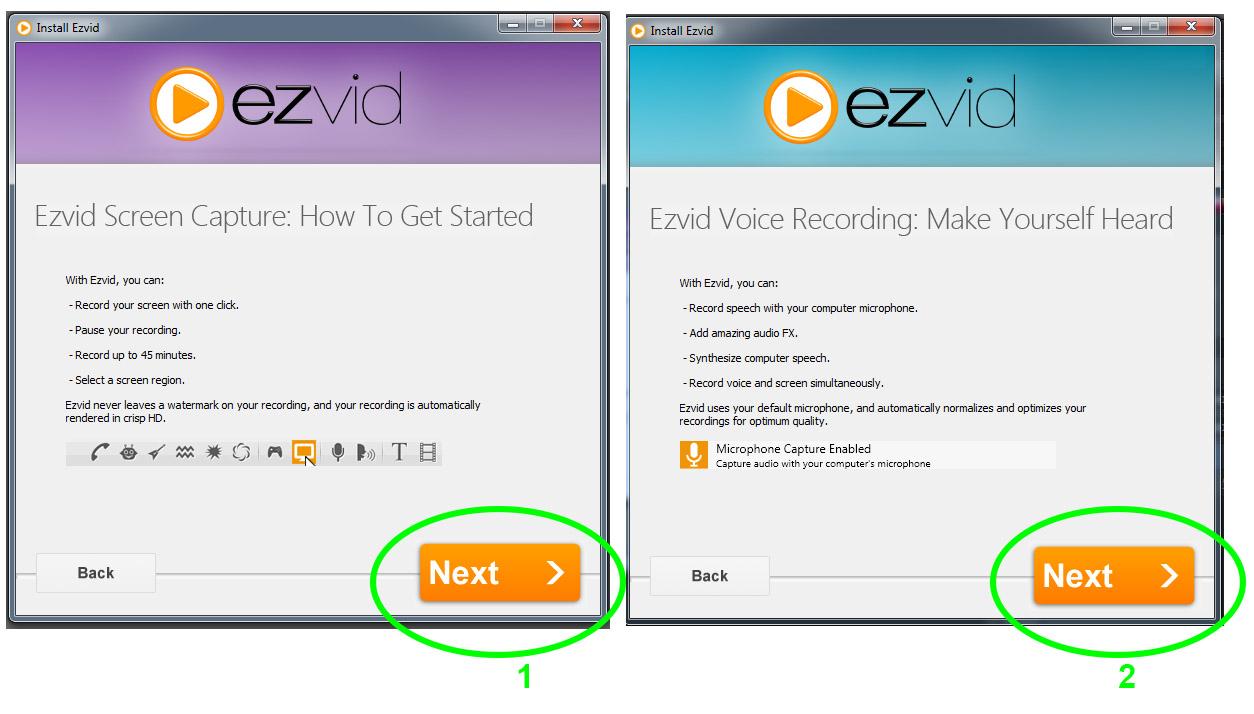 Install Ezvid
ezvid
Ezvid Screen Capture: How To Get Started
With Ezvid, you can:
- Record your screen with one click.
- Pause your recording.
- Record up to 45 minutes.
- Select a screen region.
Ezvid never leaves a watermark on your recording, and your recording is automatically
rendered in crisp HD.
T
Back
Next
1
Install Ezvid
ezvid
Ezvid Voice Recording: Make Yourself Heard
With Ezvid, you can:
- Record speech with your computer microphone.
- Add amazing audio FX.
- Synthesize computer speech.
- Record voice and screen simultaneously.
Ezvid uses your default microphone, and automatically normalizes and optimizes your
recordings for optimum quality.
Microphone Capture Enabled
Capture audio with your computer's microphone
Back
Next
2